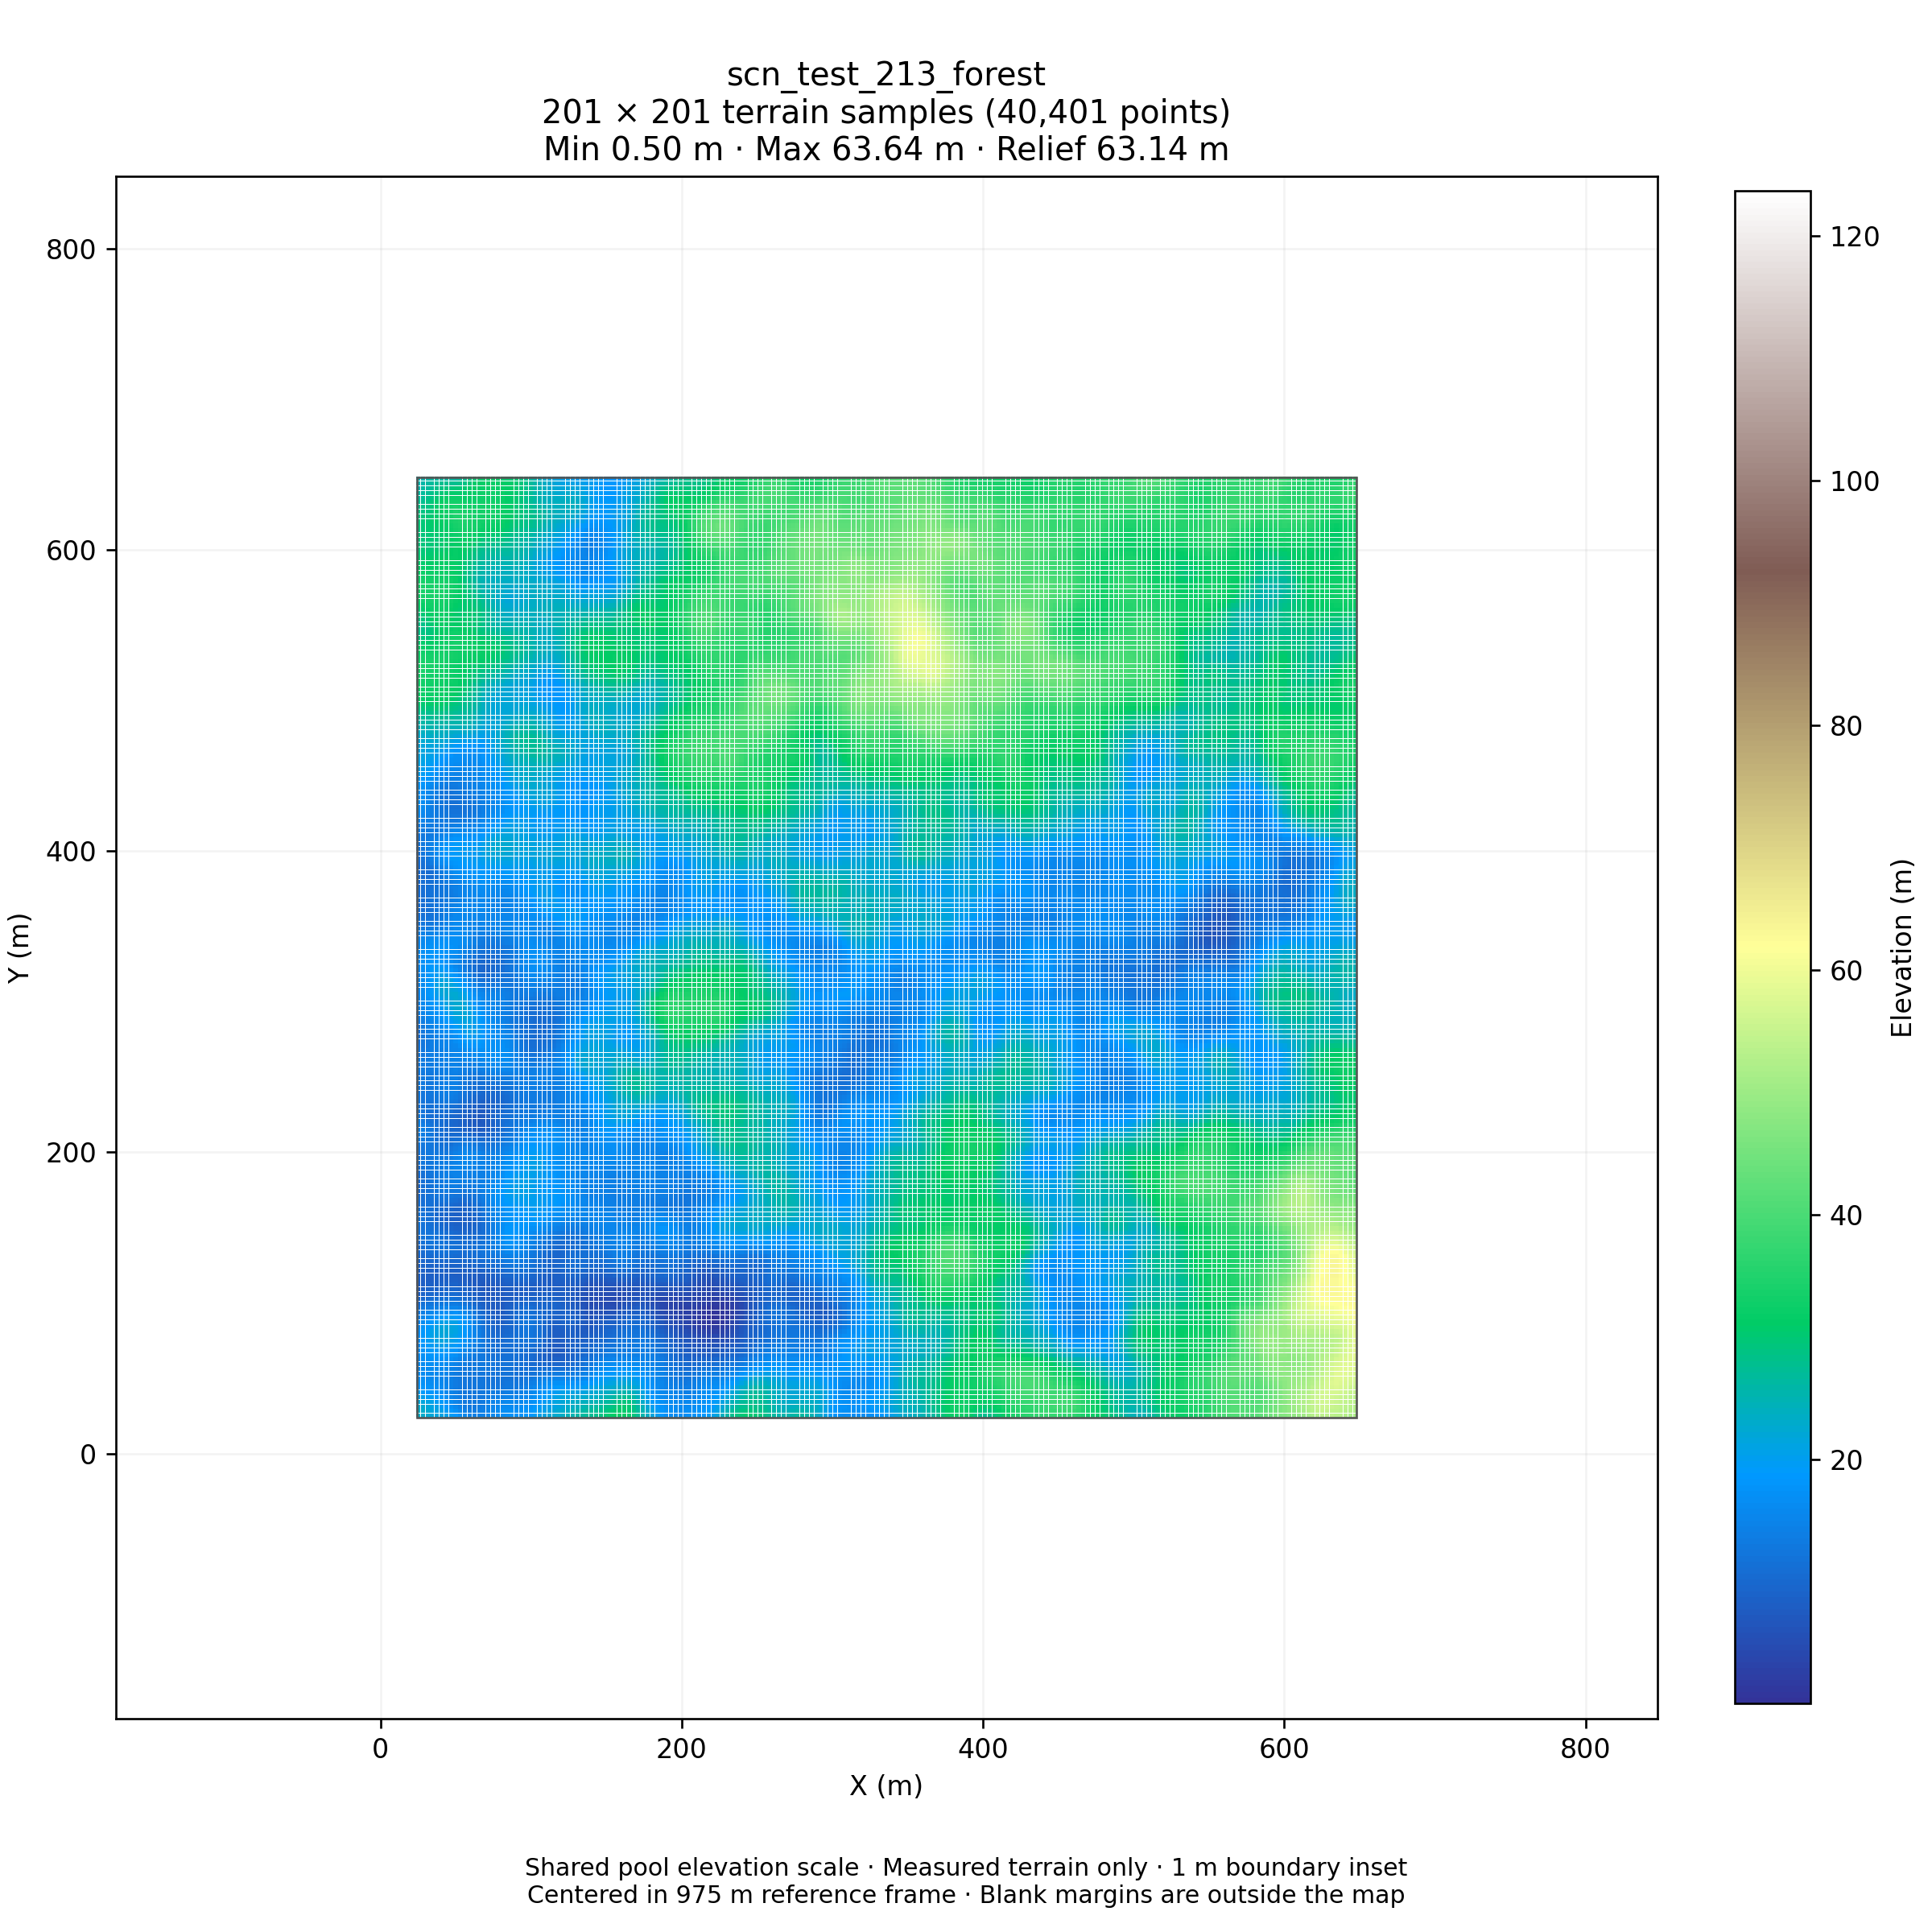 scn_test_213_forest
201 × 201 terrain samples (40,401 points)
Min 0.50 m · Max 63.64 m · Relief 63.14 m
800
600
400
200
0
Y (m)
0
200
400
600
800
X (m)
120
100
80
60
40
20
Elevation (m)
Shared pool elevation scale · Measured terrain only · 1 m boundary inset
Centered in 975 m reference frame · Blank margins are outside the map